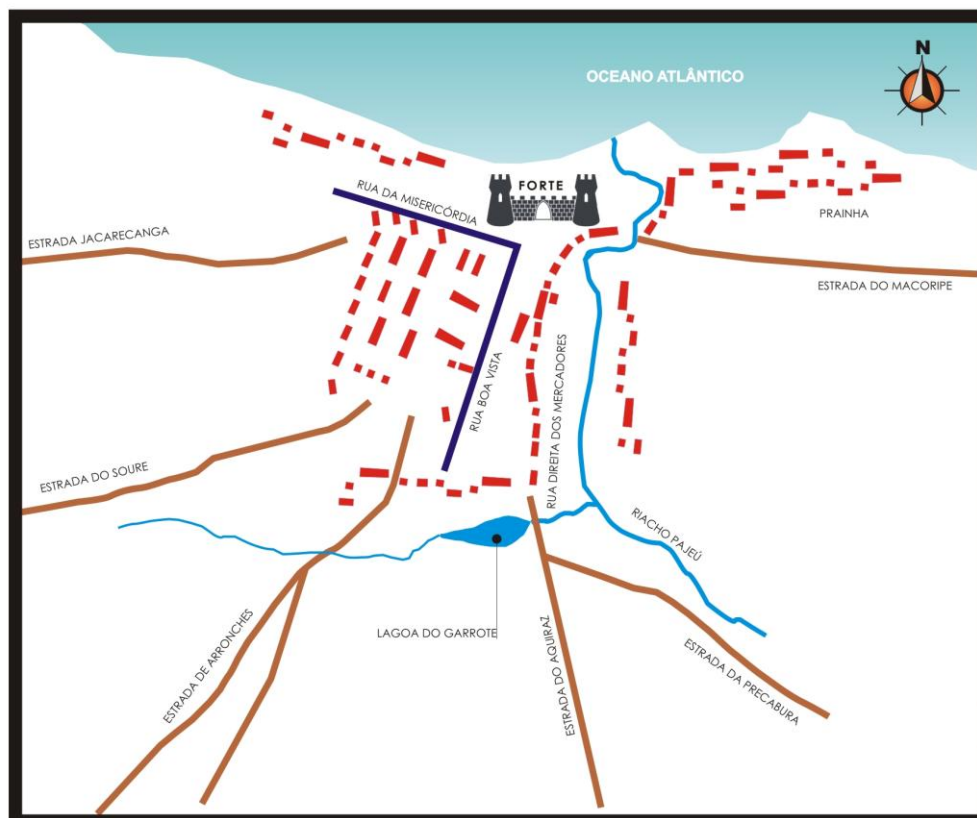 N
OCEANO ATLÂNTICO
FORTE
RUA DA MISERICÓRDIA
PRAINHA
ESTRADA JACARECANGA
ESTRADA DO MACORIPE
RUA BOA VISTA
RUA DIREITA DOS MERCADORES
ESTRADA DO SOURE
RIACHO PAJEÚ
LAGOA DO GARROTE
ESTRADA DE ARRONCHES
ESTRADA DO AQUIRAZ
ESTRADA DA PRECABURA